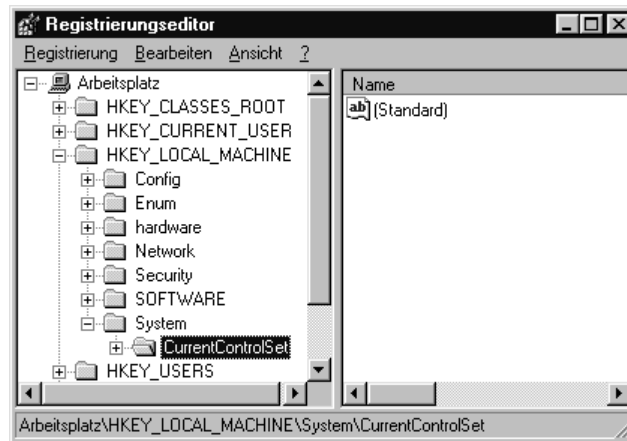 Registrierungseditor
Registrierung Bearbeiten Ansicht ?
Arbeitsplatz
HKEY_CLASSES_ROOT
HKEY_CURRENT_USER
HKEY_LOCAL_MACHINE
Config
Enum
hardware
Network
Security
SOFTWARE
System
CurrentControlSet
HKEY_USERS
Name
ab (Standard)
Arbeitsplatz\HKEY_LOCAL_MACHINE\System\CurrentControlSet